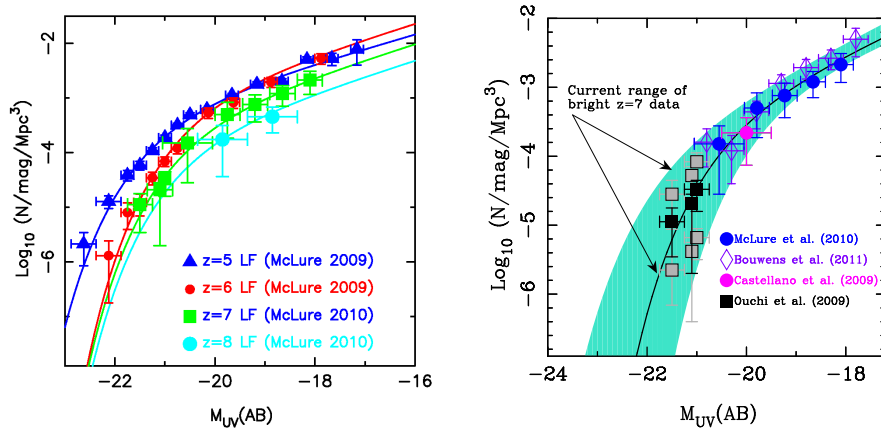 −2
−4
−6
Log₁₀ (N/mag/Mpc³)
z=5 LF (McLure 2009)
z=6 LF (McLure 2009)
z=7 LF (McLure 2010)
z=8 LF (McLure 2010)
−22 −20 −18 −16
M_UV(AB)
−2
−3
−4
−5
−6
Log₁₀ (N/mag/Mpc³)
Current range of
bright z=7 data
McLure et al. (2010)
Bouwens et al. (2011)
Castellano et al. (2009)
Ouchi et al. (2009)
−24 −22 −20 −18
M_UV(AB)